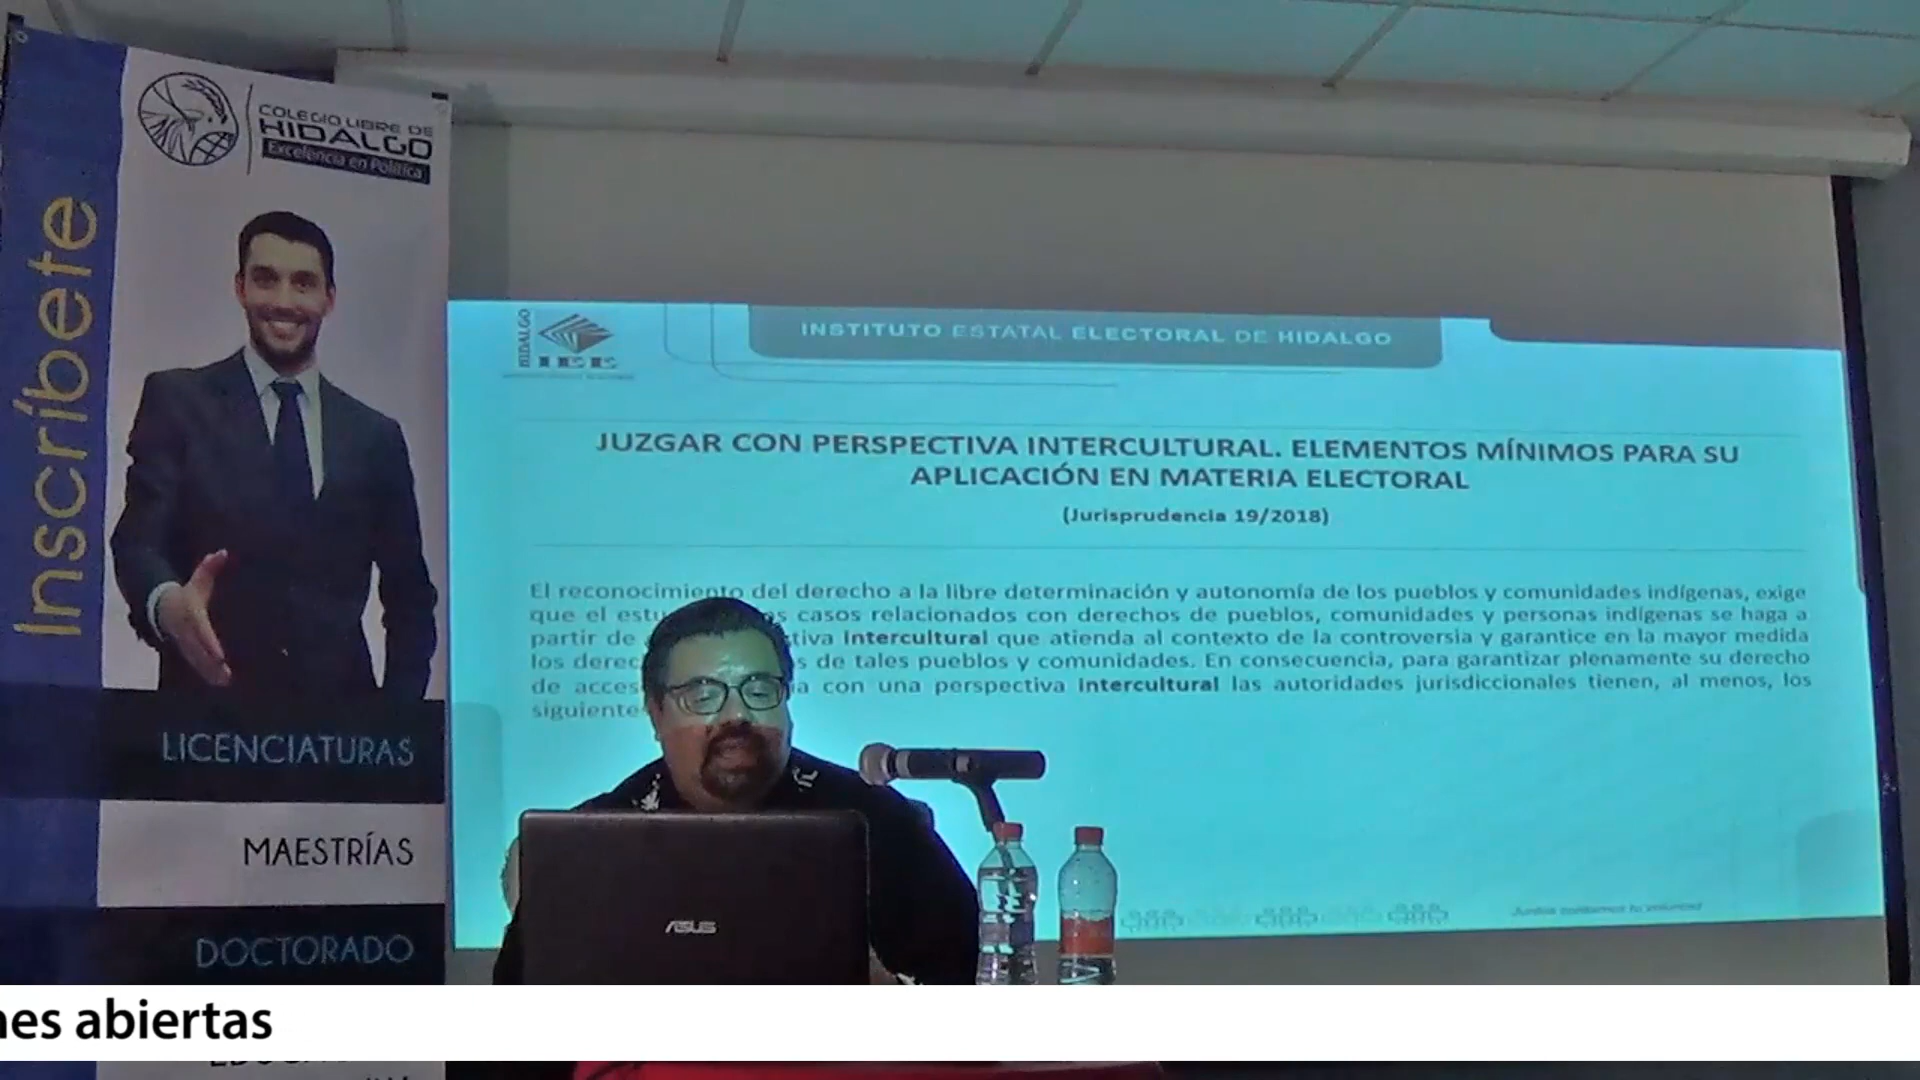 Inscríbete
COLEGIO LIBRE DE
HIDALGO
Excelencia en Política
LICENCIATURAS
MAESTRÍAS
DOCTORADO
HIDALGO
IEE
INSTITUTO ESTATAL ELECTORAL DE HIDALGO
JUZGAR CON PERSPECTIVA INTERCULTURAL. ELEMENTOS MÍNIMOS PARA SU
APLICACIÓN EN MATERIA ELECTORAL
(Jurisprudencia 19/2018)
El reconocimiento del derecho a la libre determinación y autonomía de los pueblos y comunidades indígenas, exige
que el casos relacionados con derechos de pueblos, comunidades y personas indígenas se haga a
partir de intercultural que atienda al contexto de la controversia y garantice en la mayor medida
los de tales pueblos y comunidades. En consecuencia, para garantizar plenamente su derecho
de con una perspectiva intercultural las autoridades jurisdiccionales tienen, al menos, los
ASUS
abiertas